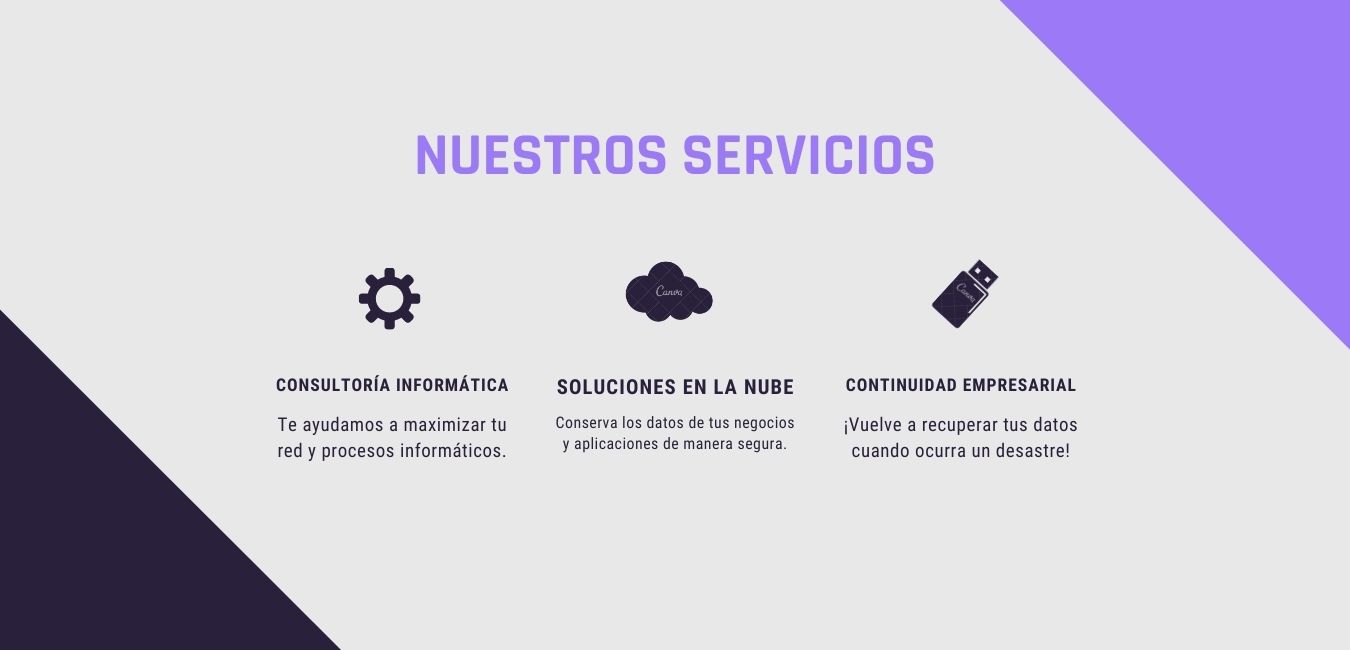 NUESTROS SERVICIOS
Canva
Canva
CONSULTORÍA INFORMÁTICA
Te ayudamos a maximizar tu
red y procesos informáticos.
SOLUCIONES EN LA NUBE
Conserva los datos de tus negocios
y aplicaciones de manera segura.
CONTINUIDAD EMPRESARIAL
¡Vuelve a recuperar tus datos
cuando ocurra un desastre!